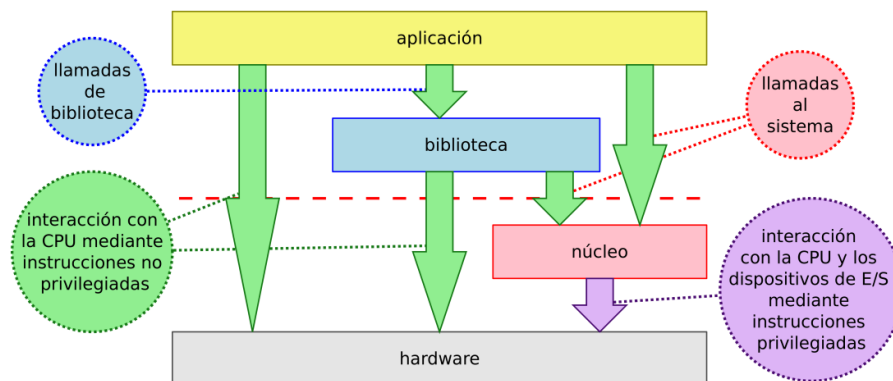 aplicación
llamadas
de
biblioteca
llamadas
al
sistema
biblioteca
interacción con
la CPU mediante
instrucciones no
privilegiadas
núcleo
interacción
con la CPU y los
dispositivos de E/S
mediante
instrucciones
privilegiadas
hardware